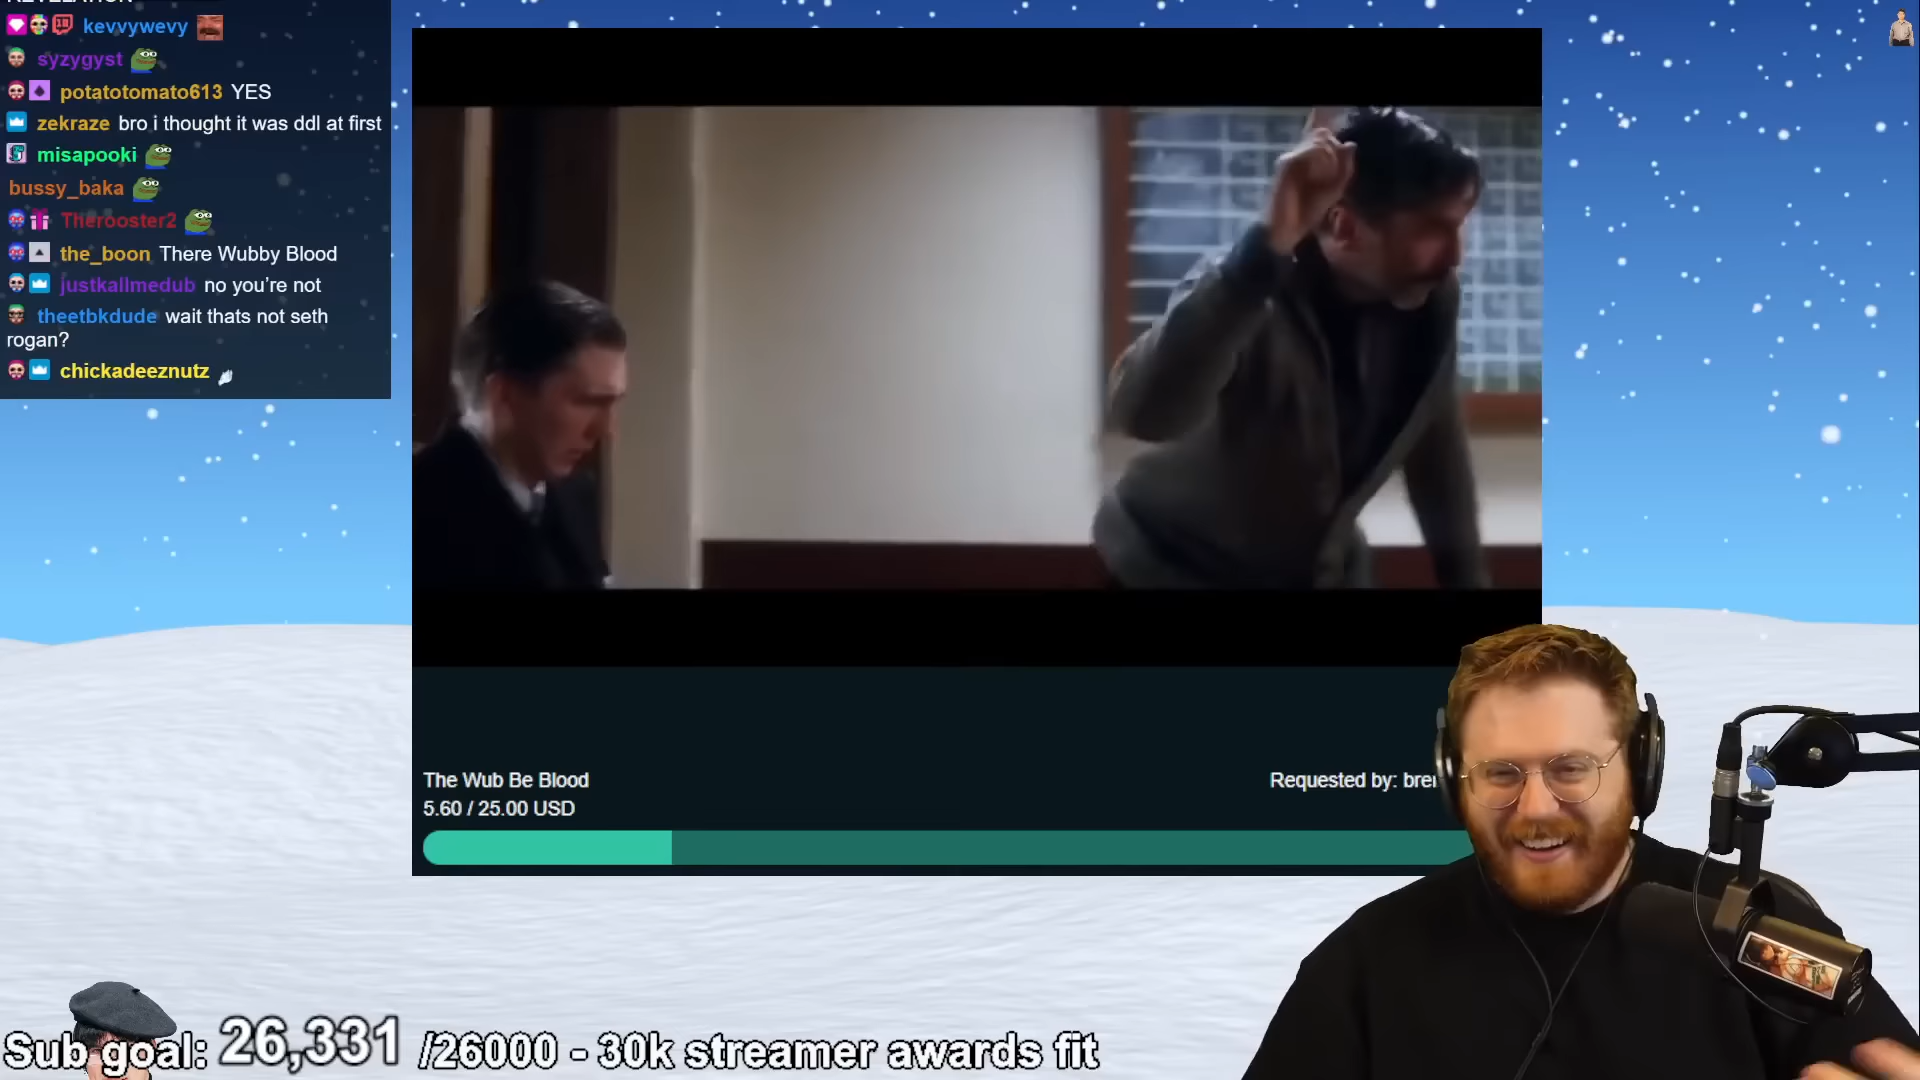 kevvywevy
syzygyst
potatotomato613 YES
zekraze bro i thought it was ddl at first
misapooki
bussy_baka
Therooster2
the_boon There Wubby Blood
justkallmedub no you're not
theetbkdude wait thats not seth
rogan?
chickadeeznutz
The Wub Be Blood
Requested by:
5.60 / 25.00 USD
Sub goal: 26,331 /26000 - 30k streamer awards fit